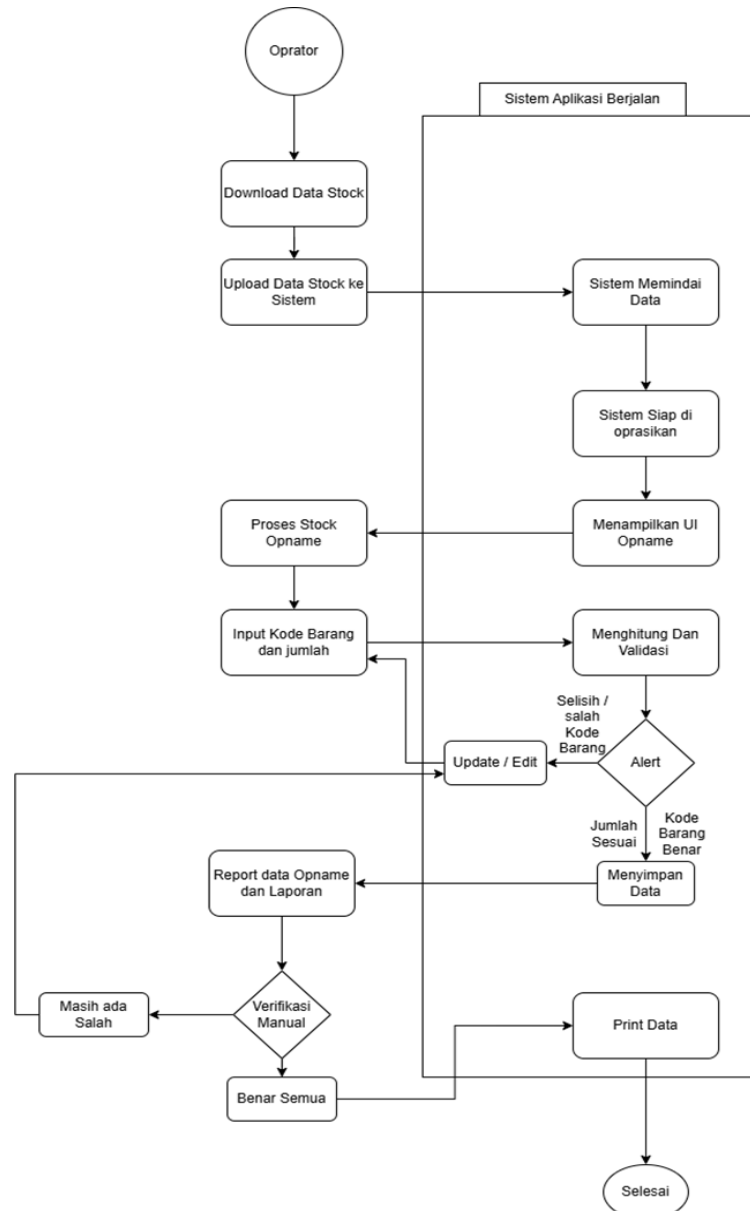 Oprator
Sistem Aplikasi Berjalan
Download Data Stock
Upload Data Stock ke
Sistem
Sistem Memindai
Data
Sistem Siap di
oprasikan
Proses Stock
Opname
Menampilkan UI
Opname
Input Kode Barang
dan jumlah
Menghitung Dan
Validasi
Selisih /
salah
Kode
Barang
Update / Edit
Alert
Jumlah
Sesuai
Kode
Barang
Benar
Report data Opname
dan Laporan
Menyimpan
Data
Masih ada
Salah
Verifikasi
Manual
Print Data
Benar Semua
Selesai